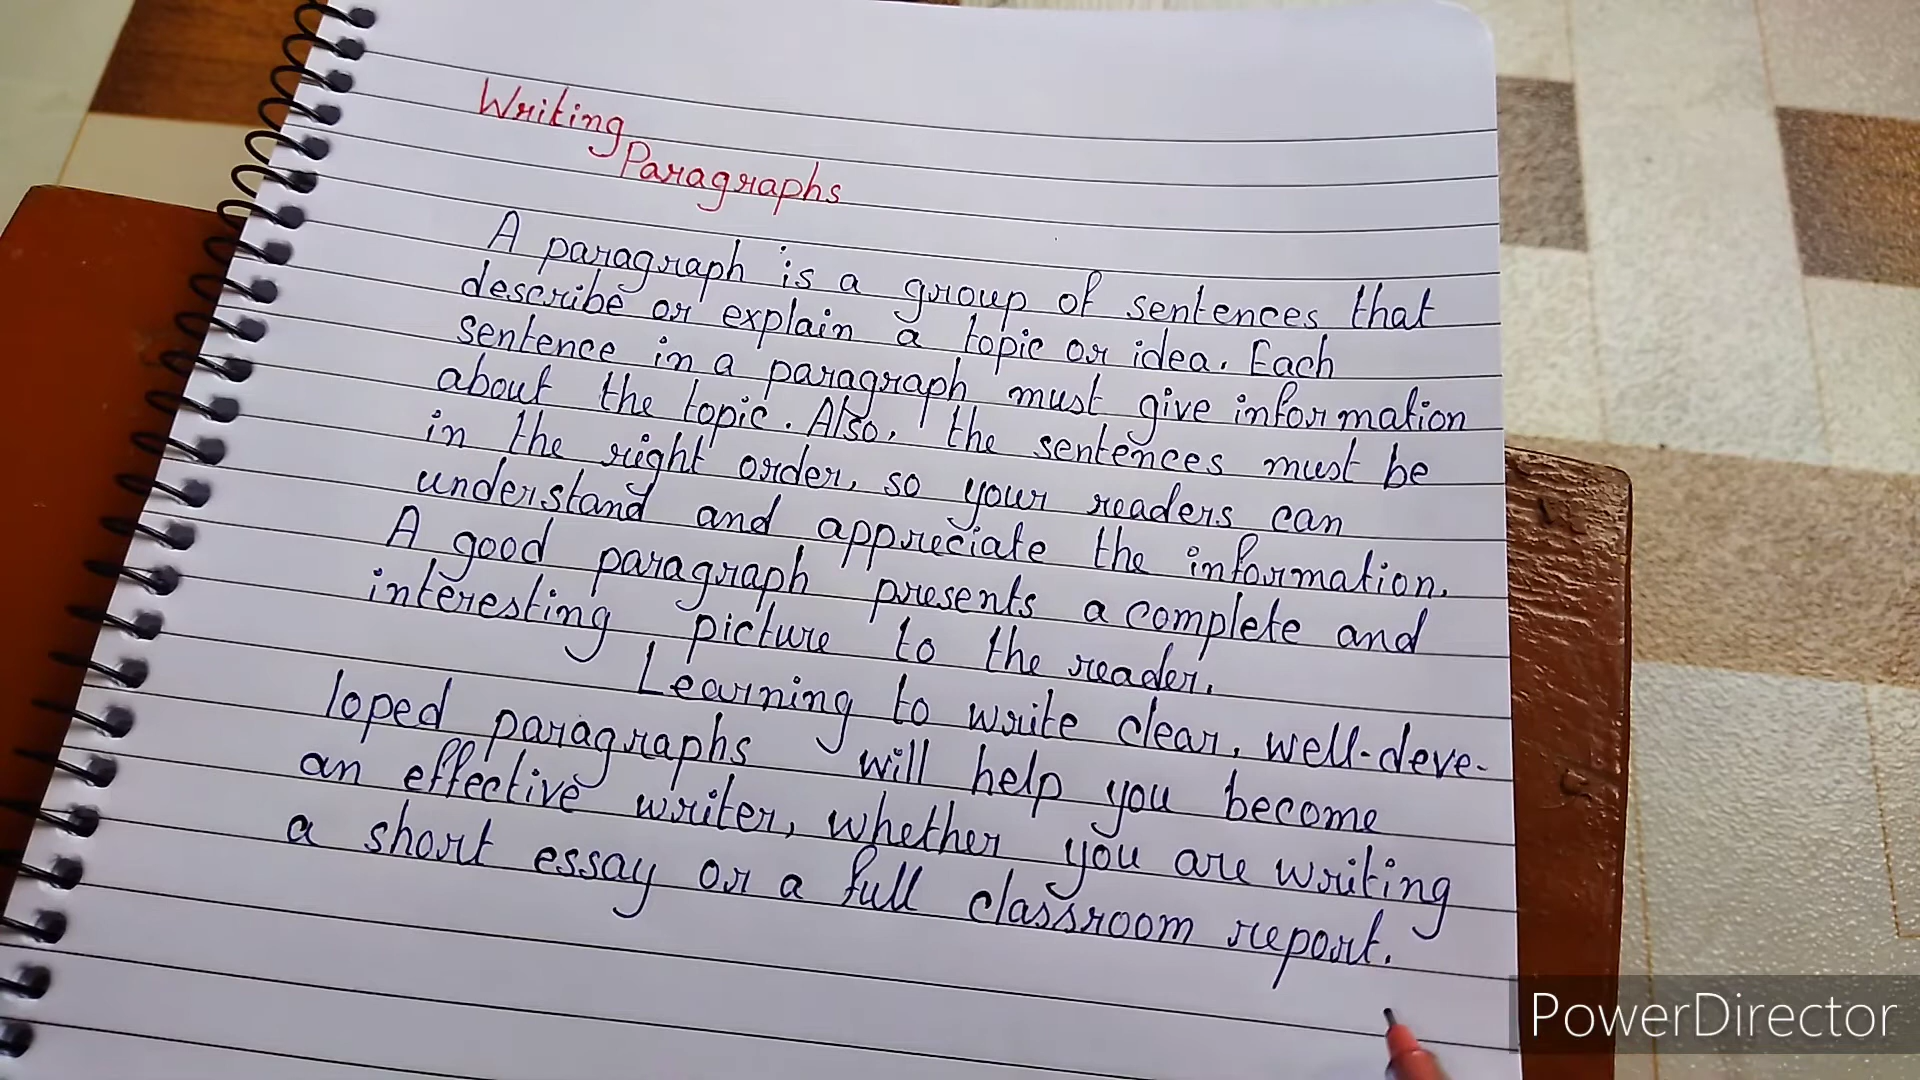 Writing
Paragraphs
A paragraph is a group of sentences that
describe or explain a topic or idea. Each
sentence in a paragraph must give information
about the topic. Also, the sentences must be
in the right order, so your readers can
understand and appreciate the information.
A good paragraph presents a complete and
interesting picture to the reader.
Learning to write clear, well-deve-
loped paragraphs will help you become
an effective writer, whether you are writing
a short essay or a full classroom report.
PowerDirector